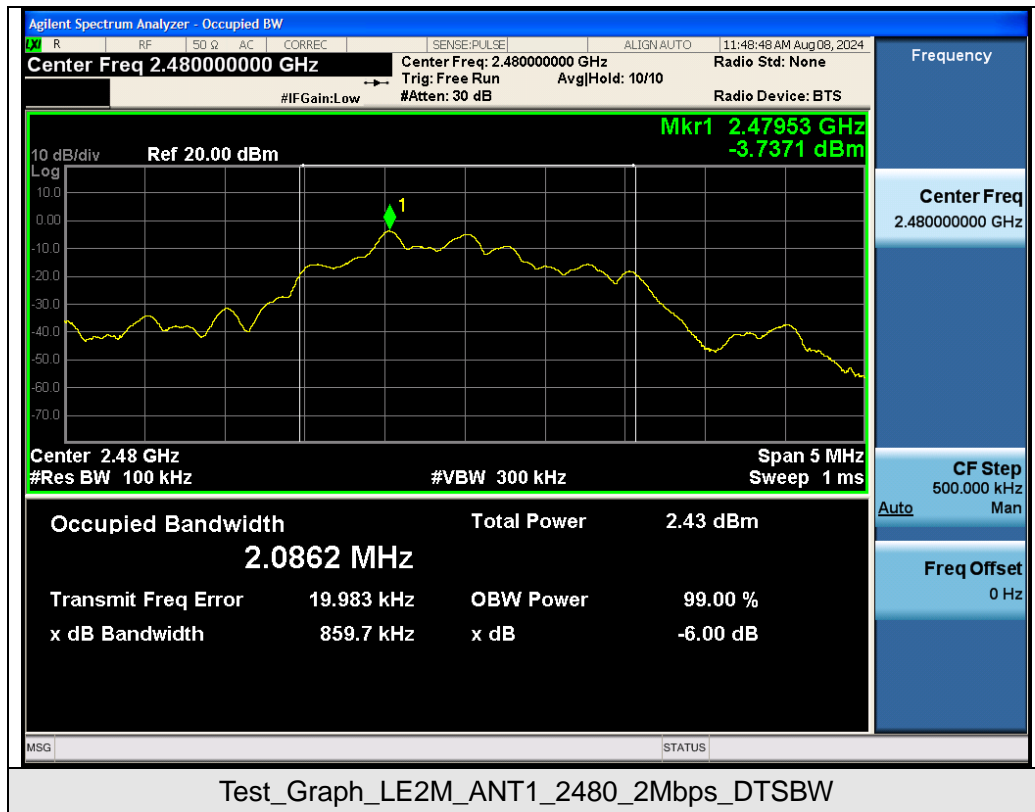 Agilent Spectrum Analyzer - Occupied BW
LXI R RF 50 Ω AC CORREC SENSE:PULSE ALIGN AUTO 11:48:48 AM Aug 08, 2024
Center Freq 2.480000000 GHz
Center Freq: 2.480000000 GHz
Radio Std: None
Trig: Free Run Avg|Hold: 10/10
#IFGain:Low
#Atten: 30 dB
Radio Device: BTS
Frequency
Mkr1 2.47953 GHz
-3.7371 dBm
10 dB/div Ref 20.00 dBm
Log
10.0
0.00
-10.0
-20.0
-30.0
-40.0
-50.0
-60.0
-70.0
1
Center Freq
2.480000000 GHz
Center 2.48 GHz
Span 5 MHz
#Res BW 100 kHz
#VBW 300 kHz
Sweep 1 ms
CF Step
500.000 kHz
Auto Man
Freq Offset
0 Hz
Occupied Bandwidth
2.0862 MHz
Total Power 2.43 dBm
Transmit Freq Error 19.983 kHz OBW Power 99.00 %
x dB Bandwidth 859.7 kHz x dB -6.00 dB
MSG STATUS
Test_Graph_LE2M_ANT1_2480_2Mbps_DTSBW